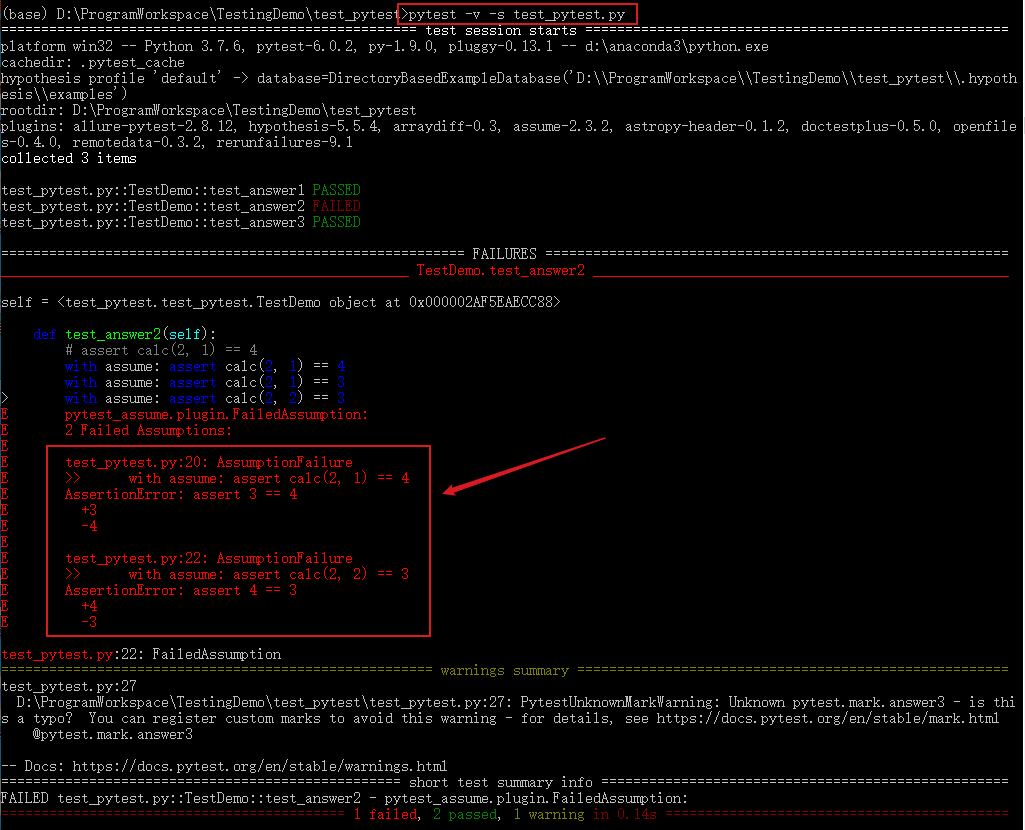 (base) D:\ProgramWorkspace\TestingDemo\test_pytest>pytest -v -s test_pytest.py
================================================= test session starts =================================================
platform win32 -- Python 3.7.6, pytest-6.0.2, py-1.9.0, pluggy-0.13.1 -- d:\anaconda3\python.exe
cachedir: .pytest_cache
hypothesis profile 'default' -> database=DirectoryBasedExampleDatabase('D:\\ProgramWorkspace\\TestingDemo\\test_pytest\\.hypoth
esis\\examples')
rootdir: D:\ProgramWorkspace\TestingDemo\test_pytest
plugins: allure-pytest-2.8.12, hypothesis-5.5.4, arraydiff-0.3, assume-2.3.2, astropy-header-0.1.2, doctestplus-0.5.0, openfile
s-0.4.0, remotedata-0.3.2, rerunfailures-9.1
collected 3 items
test_pytest.py::TestDemo::test_answer1 PASSED
test_pytest.py::TestDemo::test_answer2 FAILED
test_pytest.py::TestDemo::test_answer3 PASSED
========================================================== FAILURES ==========================================================
___________________________________________________ TestDemo.test_answer2 ____________________________________________________
self = <test_pytest.test_pytest.TestDemo object at 0x000002AF5EAECC88>
    def test_answer2(self):
        # assert calc(2, 1) == 4
        with assume: assert calc(2, 1) == 4
        with assume: assert calc(2, 1) == 3
>       with assume: assert calc(2, 2) == 3
E       pytest_assume.plugin.FailedAssumption:
E       2 Failed Assumptions:
E
E       test_pytest.py:20: AssumptionFailure
E       >>      with assume: assert calc(2, 1) == 4
E       AssertionError: assert 3 == 4
E         +3
E         -4
E
E       test_pytest.py:22: AssumptionFailure
E       >>      with assume: assert calc(2, 2) == 3
E       AssertionError: assert 4 == 3
E         +4
E         -3
test_pytest.py:22: FailedAssumption
====================================================== warnings summary ======================================================
test_pytest.py:27
  D:\ProgramWorkspace\TestingDemo\test_pytest\test_pytest.py:27: PytestUnknownMarkWarning: Unknown pytest.mark.answer3 - is thi
s a typo?  You can register custom marks to avoid this warning - for details, see https://docs.pytest.org/en/stable/mark.html
    @pytest.mark.answer3
-- Docs: https://docs.pytest.org/en/stable/warnings.html
================================================== short test summary info ===================================================
FAILED test_pytest.py::TestDemo::test_answer2 - pytest_assume.plugin.FailedAssumption:
=========================================== 1 failed, 2 passed, 1 warning in 0.14s ===========================================